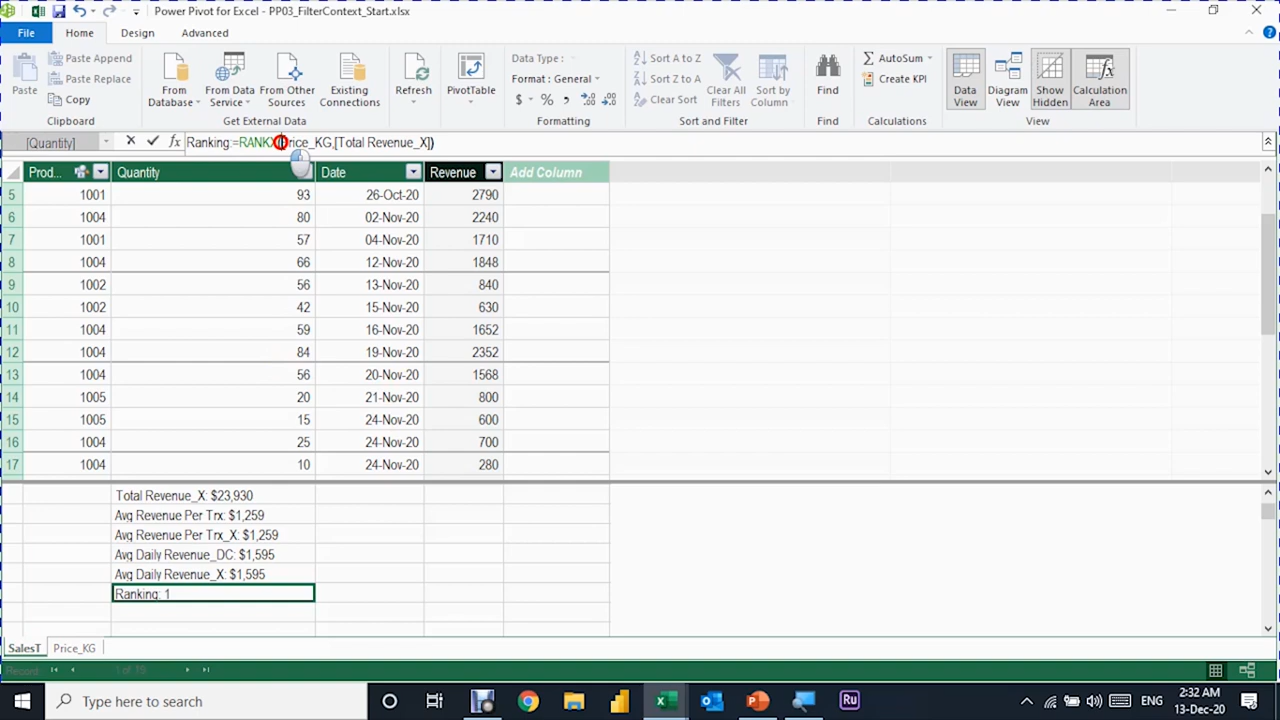 Power Pivot for Excel - PP03_FilterContext_Start.xlsx
File Home Design Advanced
Paste Paste Append Paste Replace Copy Clipboard
From Database From Data Service From Other Sources Existing Connections Get External Data
Refresh PivotTable
Data Type : Format : General $ % , Formatting
Sort A to Z Sort Z to A Clear Sort Clear All Filters Sort by Column Sort and Filter
Find Find
AutoSum Create KPI Calculations
Data View Diagram View Show Hidden Calculation Area View
[Quantity] fx Ranking:=RANKX(Price_KG,[Total Revenue_X])
Prod... Quantity Date Revenue Add Column
5 1001 93 26-Oct-20 2790
6 1004 80 02-Nov-20 2240
7 1001 57 04-Nov-20 1710
8 1004 66 12-Nov-20 1848
9 1002 56 13-Nov-20 840
10 1002 42 15-Nov-20 630
11 1004 59 16-Nov-20 1652
12 1004 84 19-Nov-20 2352
13 1004 56 20-Nov-20 1568
14 1005 20 21-Nov-20 800
15 1005 15 24-Nov-20 600
16 1004 25 24-Nov-20 700
17 1004 10 24-Nov-20 280
Total Revenue_X: $23,930
Avg Revenue Per Trx: $1,259
Avg Revenue Per Trx_X: $1,259
Avg Daily Revenue_DC: $1,595
Avg Daily Revenue_X: $1,595
Ranking: 1
SalesT Price_KG
Record: 1 of 19
Type here to search Ru ENG 2:32 AM
13-Dec-20